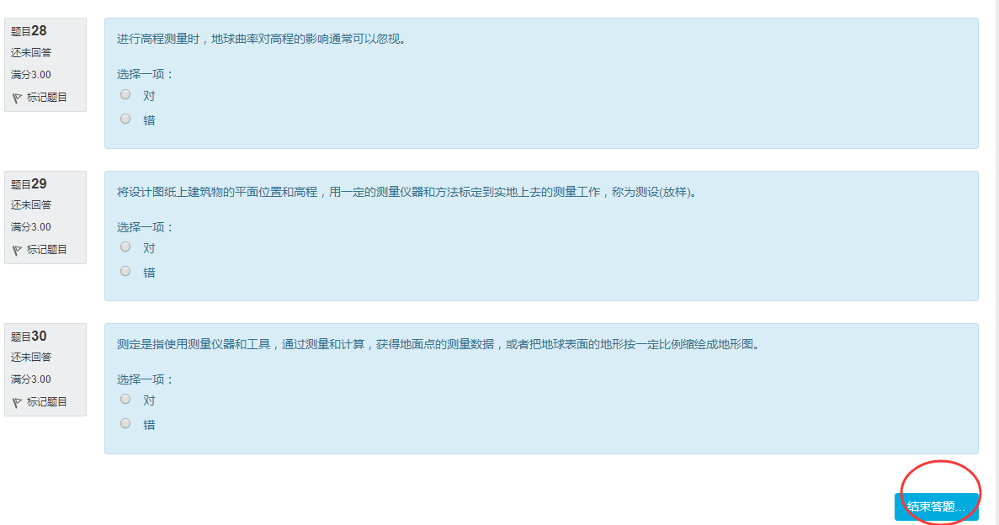 题目28
还未回答
满分3.00
标记题目
进行高程测量时，地球曲率对高程的影响通常可以忽视。
选择一项：
对
错
题目29
还未回答
满分3.00
标记题目
将设计图纸上建筑物的平面位置和高程，用一定的测量仪器和方法标定到实地上去的测量工作，称为测设(放样)。
选择一项：
对
错
题目30
还未回答
满分3.00
标记题目
测定是指使用测量仪器和工具，通过测量和计算，获得地面点的测量数据，或者把地球表面的地形按一定比例缩绘成地形图。
选择一项：
对
错
结束答题...